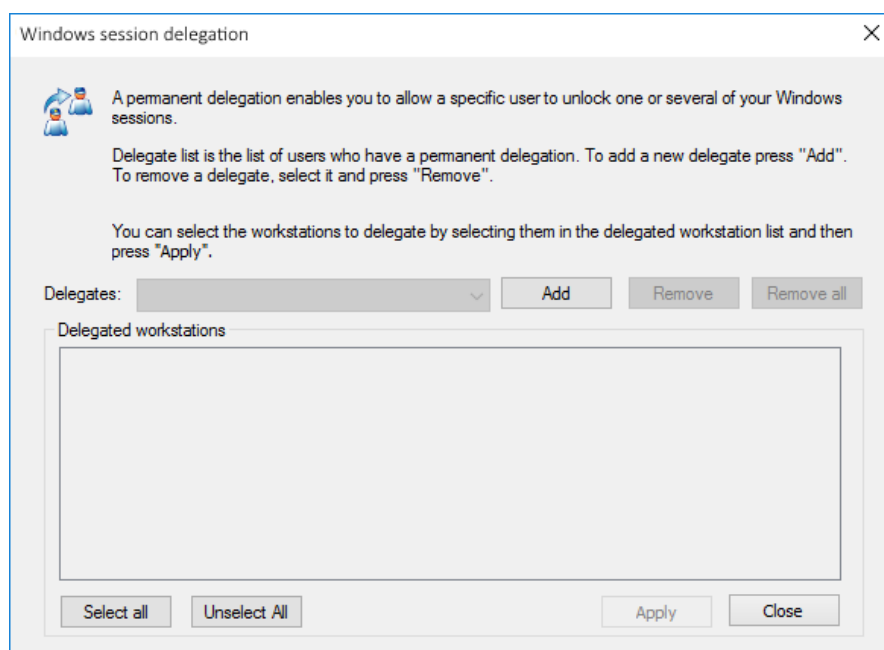 Windows session delegation
A permanent delegation enables you to allow a specific user to unlock one or several of your Windows
sessions.
Delegate list is the list of users who have a permanent delegation. To add a new delegate press "Add".
To remove a delegate, select it and press "Remove".
You can select the workstations to delegate by selecting them in the delegated workstation list and then
press "Apply".
Delegates: Add Remove Remove all
Delegated workstations
Select all Unselect All Apply Close